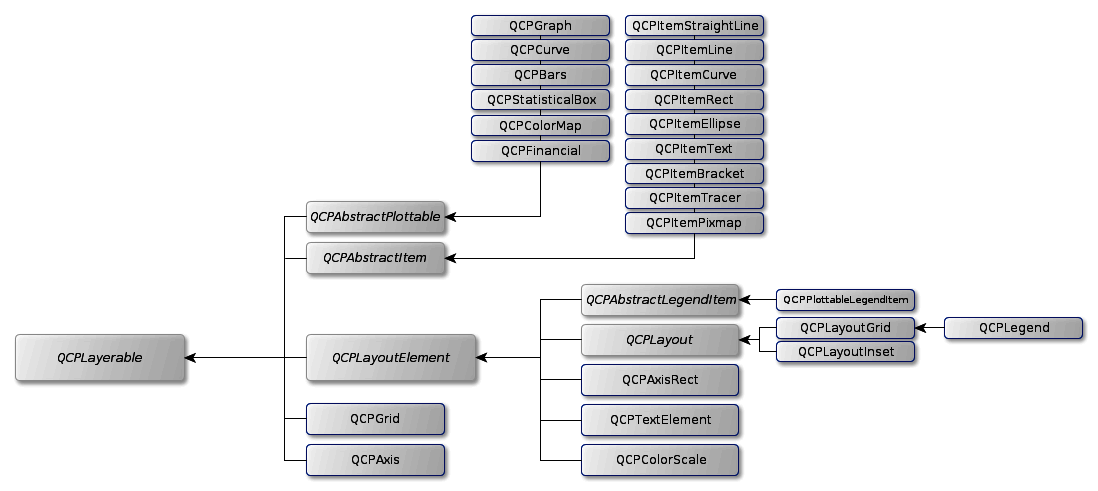 QCPGraph
QCPCurve
QCPBars
QCPStatisticalBox
QCPColorMap
QCPFinancial
QCPItemStraightLine
QCPItemLine
QCPItemCurve
QCPItemRect
QCPItemEllipse
QCPItemText
QCPItemBracket
QCPItemTracer
QCPItemPixmap
QCPAbstractPlottable
QCPAbstractItem
QCPLayerable
QCPLayoutElement
QCPGrid
QCPAxis
QCPAbstractLegendItem
QCPLayout
QCPAxisRect
QCPTextElement
QCPColorScale
QCPPlottableLegendItem
QCPLayoutGrid
QCPLayoutInset
QCPLegend